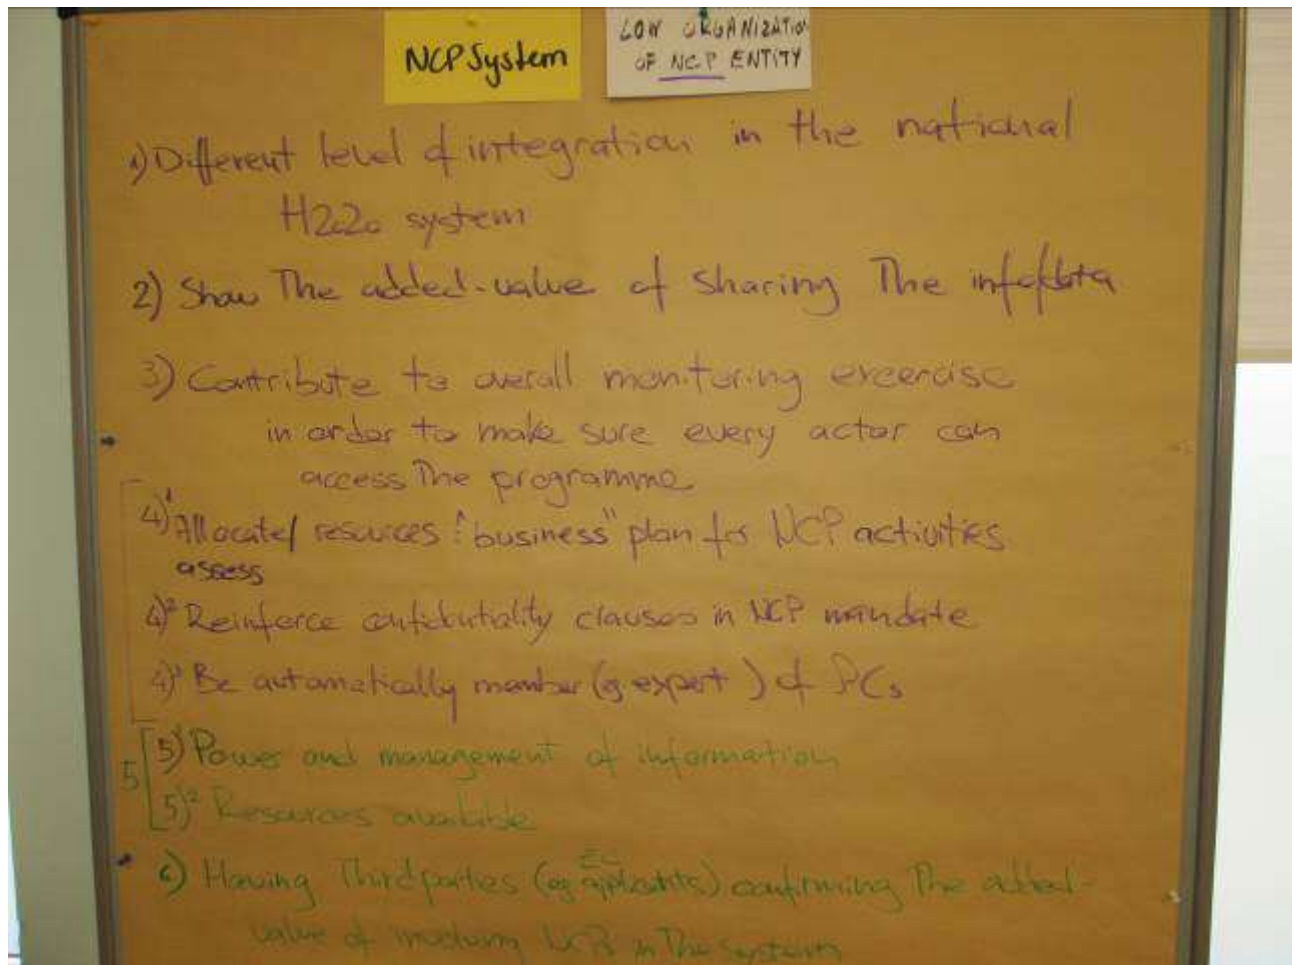 NCP System
LOW ORGANIZATIO
OF NCP ENTITY
1) Different level of integration in the national
H2020 system
2) Show The added-value of sharing The info/data
3) Contribute to overall monitoring excercise
in order to make sure every actor can
access The programme
4)¹ Allocate/ resources : "business" plan for NCP activities
assess
4)² Reinforce confidentiality clauses in NCP mandate
4)³ Be automatically member (eg expert ) of PCs
5 5)¹ Power and management of information
5)² Resources available
EC
6) Having Third parties (eg applicants) confirming The added-
value of involving NCPs in The system